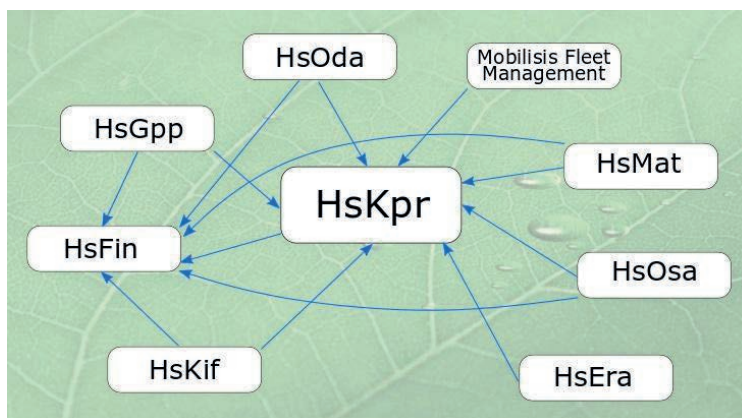 HsOda
Mobilisis Fleet
Management
HsGpp
HsMat
HsKpr
HsFin
HsOsa
HsKif
HsEra